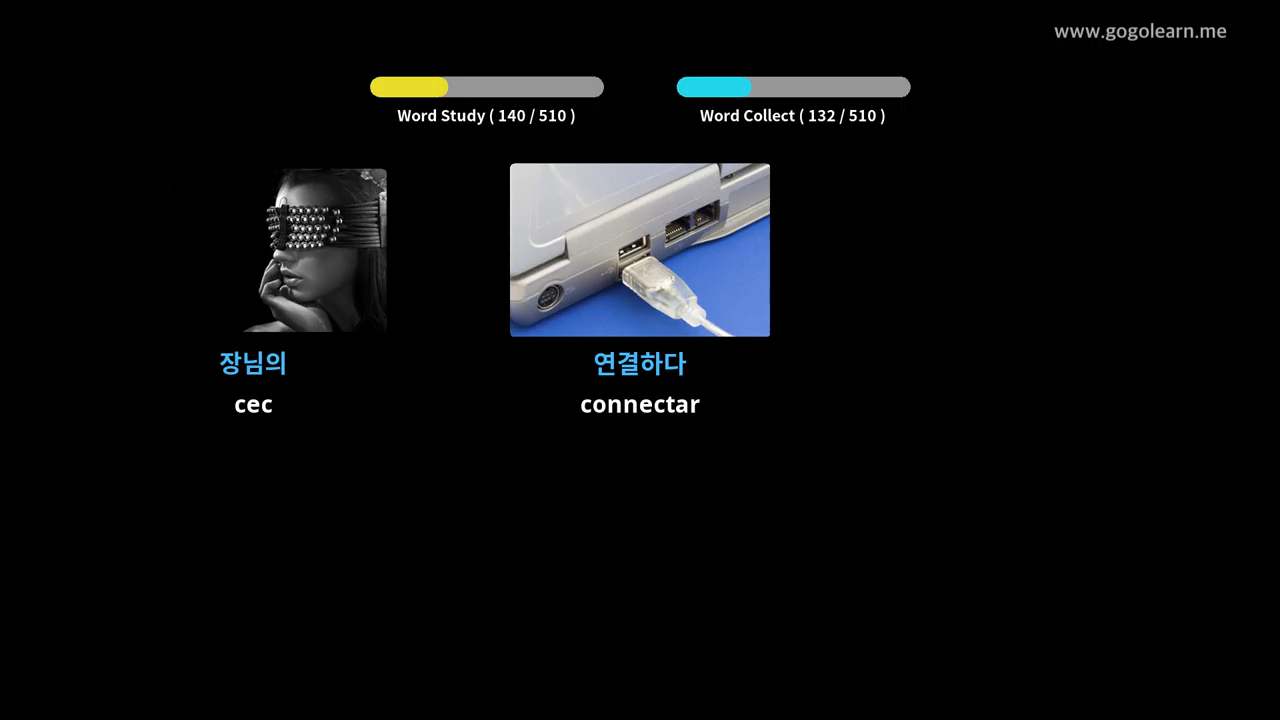 www.gogolearn.me
Word Study ( 140 / 510 )
Word Collect ( 132 / 510 )
장님의
cec
연결하다
connectar